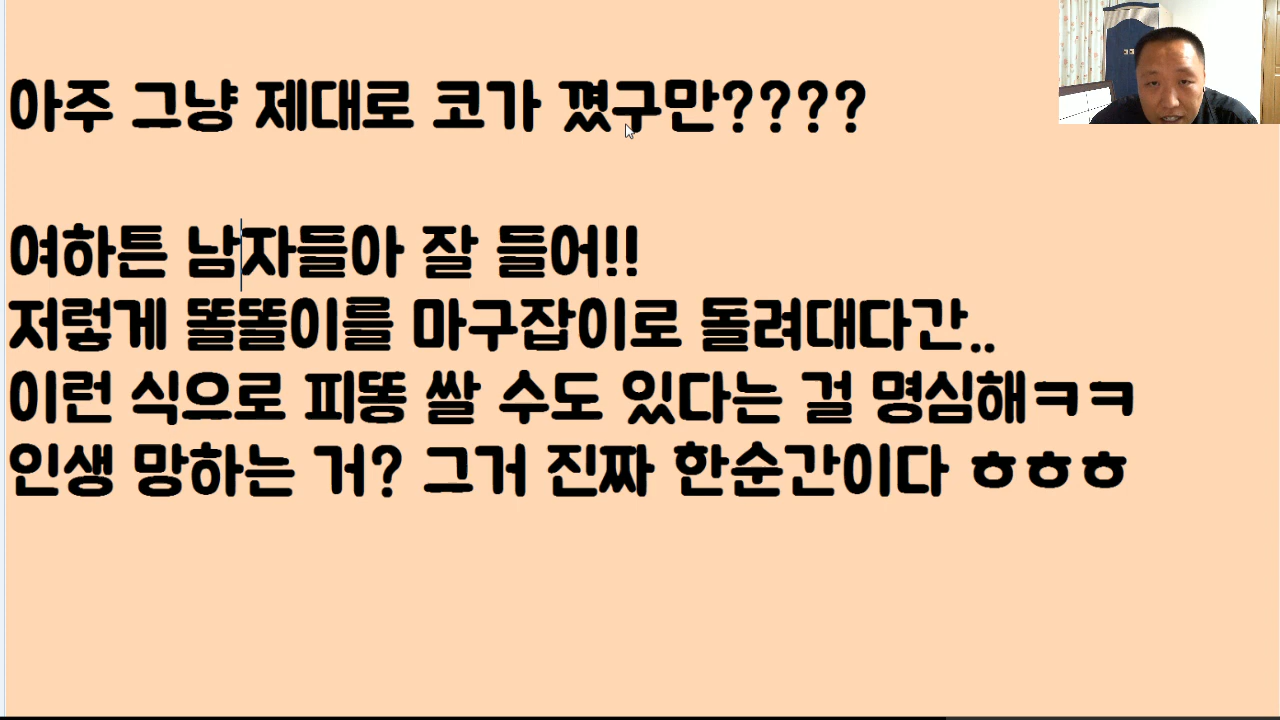 아주 그냥 제대로 코가 꼈구만????
여하튼 남자들아 잘 들어!!
저렇게 똘똘이를 마구잡이로 돌려대다간..
이런 식으로 피똥 쌀 수도 있다는 걸 명심해ㅋㅋ
인생 망하는 거? 그거 진짜 한순간이다 ㅎㅎㅎ